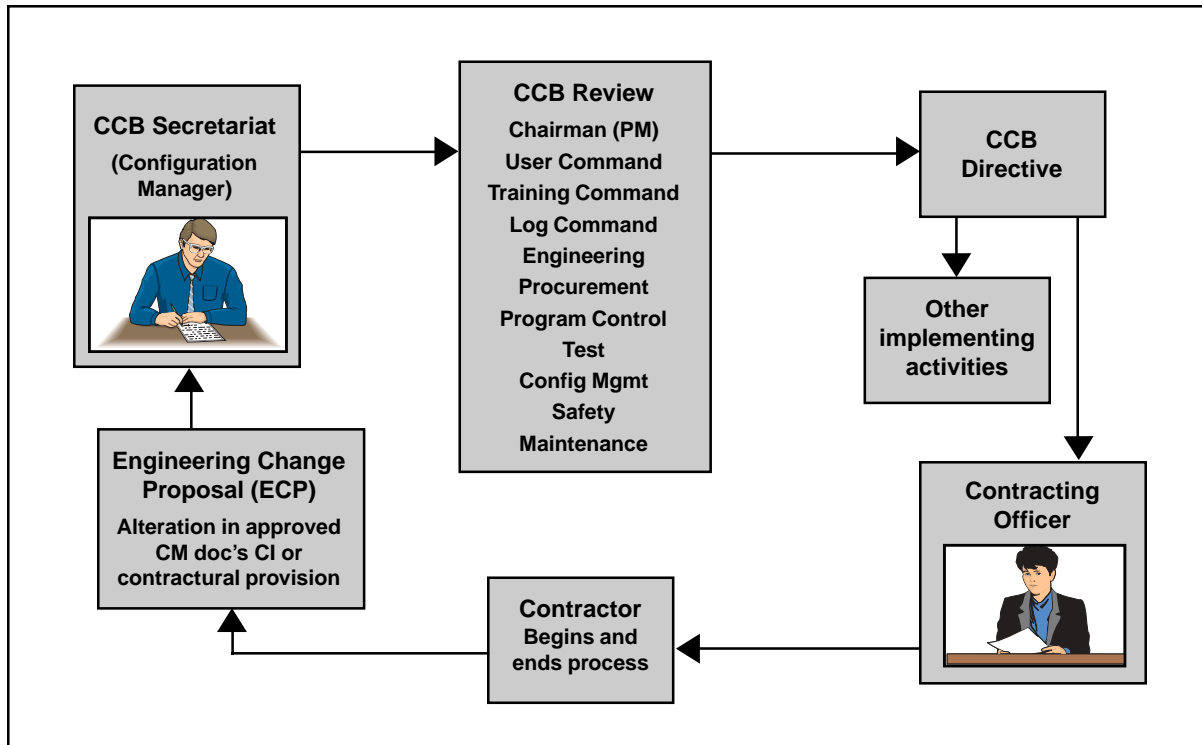 CCB Secretariat
(Configuration
Manager)
CCB Review
Chairman (PM)
User Command
Training Command
Log Command
Engineering
Procurement
Program Control
Test
Config Mgmt
Safety
Maintenance
CCB
Directive
Other
implementing
activities
Engineering Change
Proposal (ECP)
Alteration in approved
CM doc's CI or
contractural provision
Contractor
Begins and
ends process
Contracting
Officer